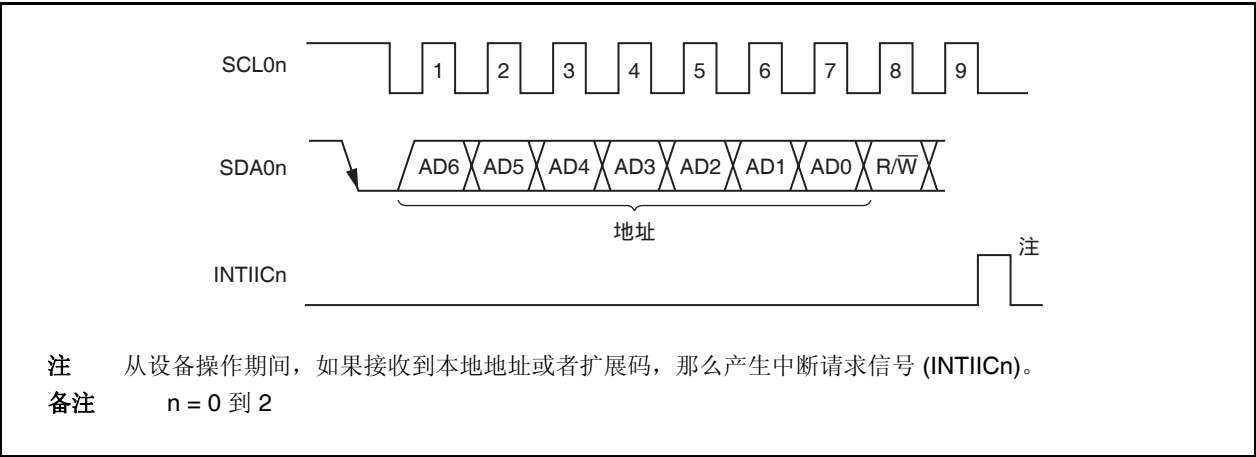 SCL0n 1 2 3 4 5 6 7 8 9
SDA0n AD6 AD5 AD4 AD3 AD2 AD1 AD0 R/W̅
地址
INTIICn 注
注 从设备操作期间，如果接收到本地地址或者扩展码，那么产生中断请求信号 (INTIICn)。
备注 n = 0 到 2